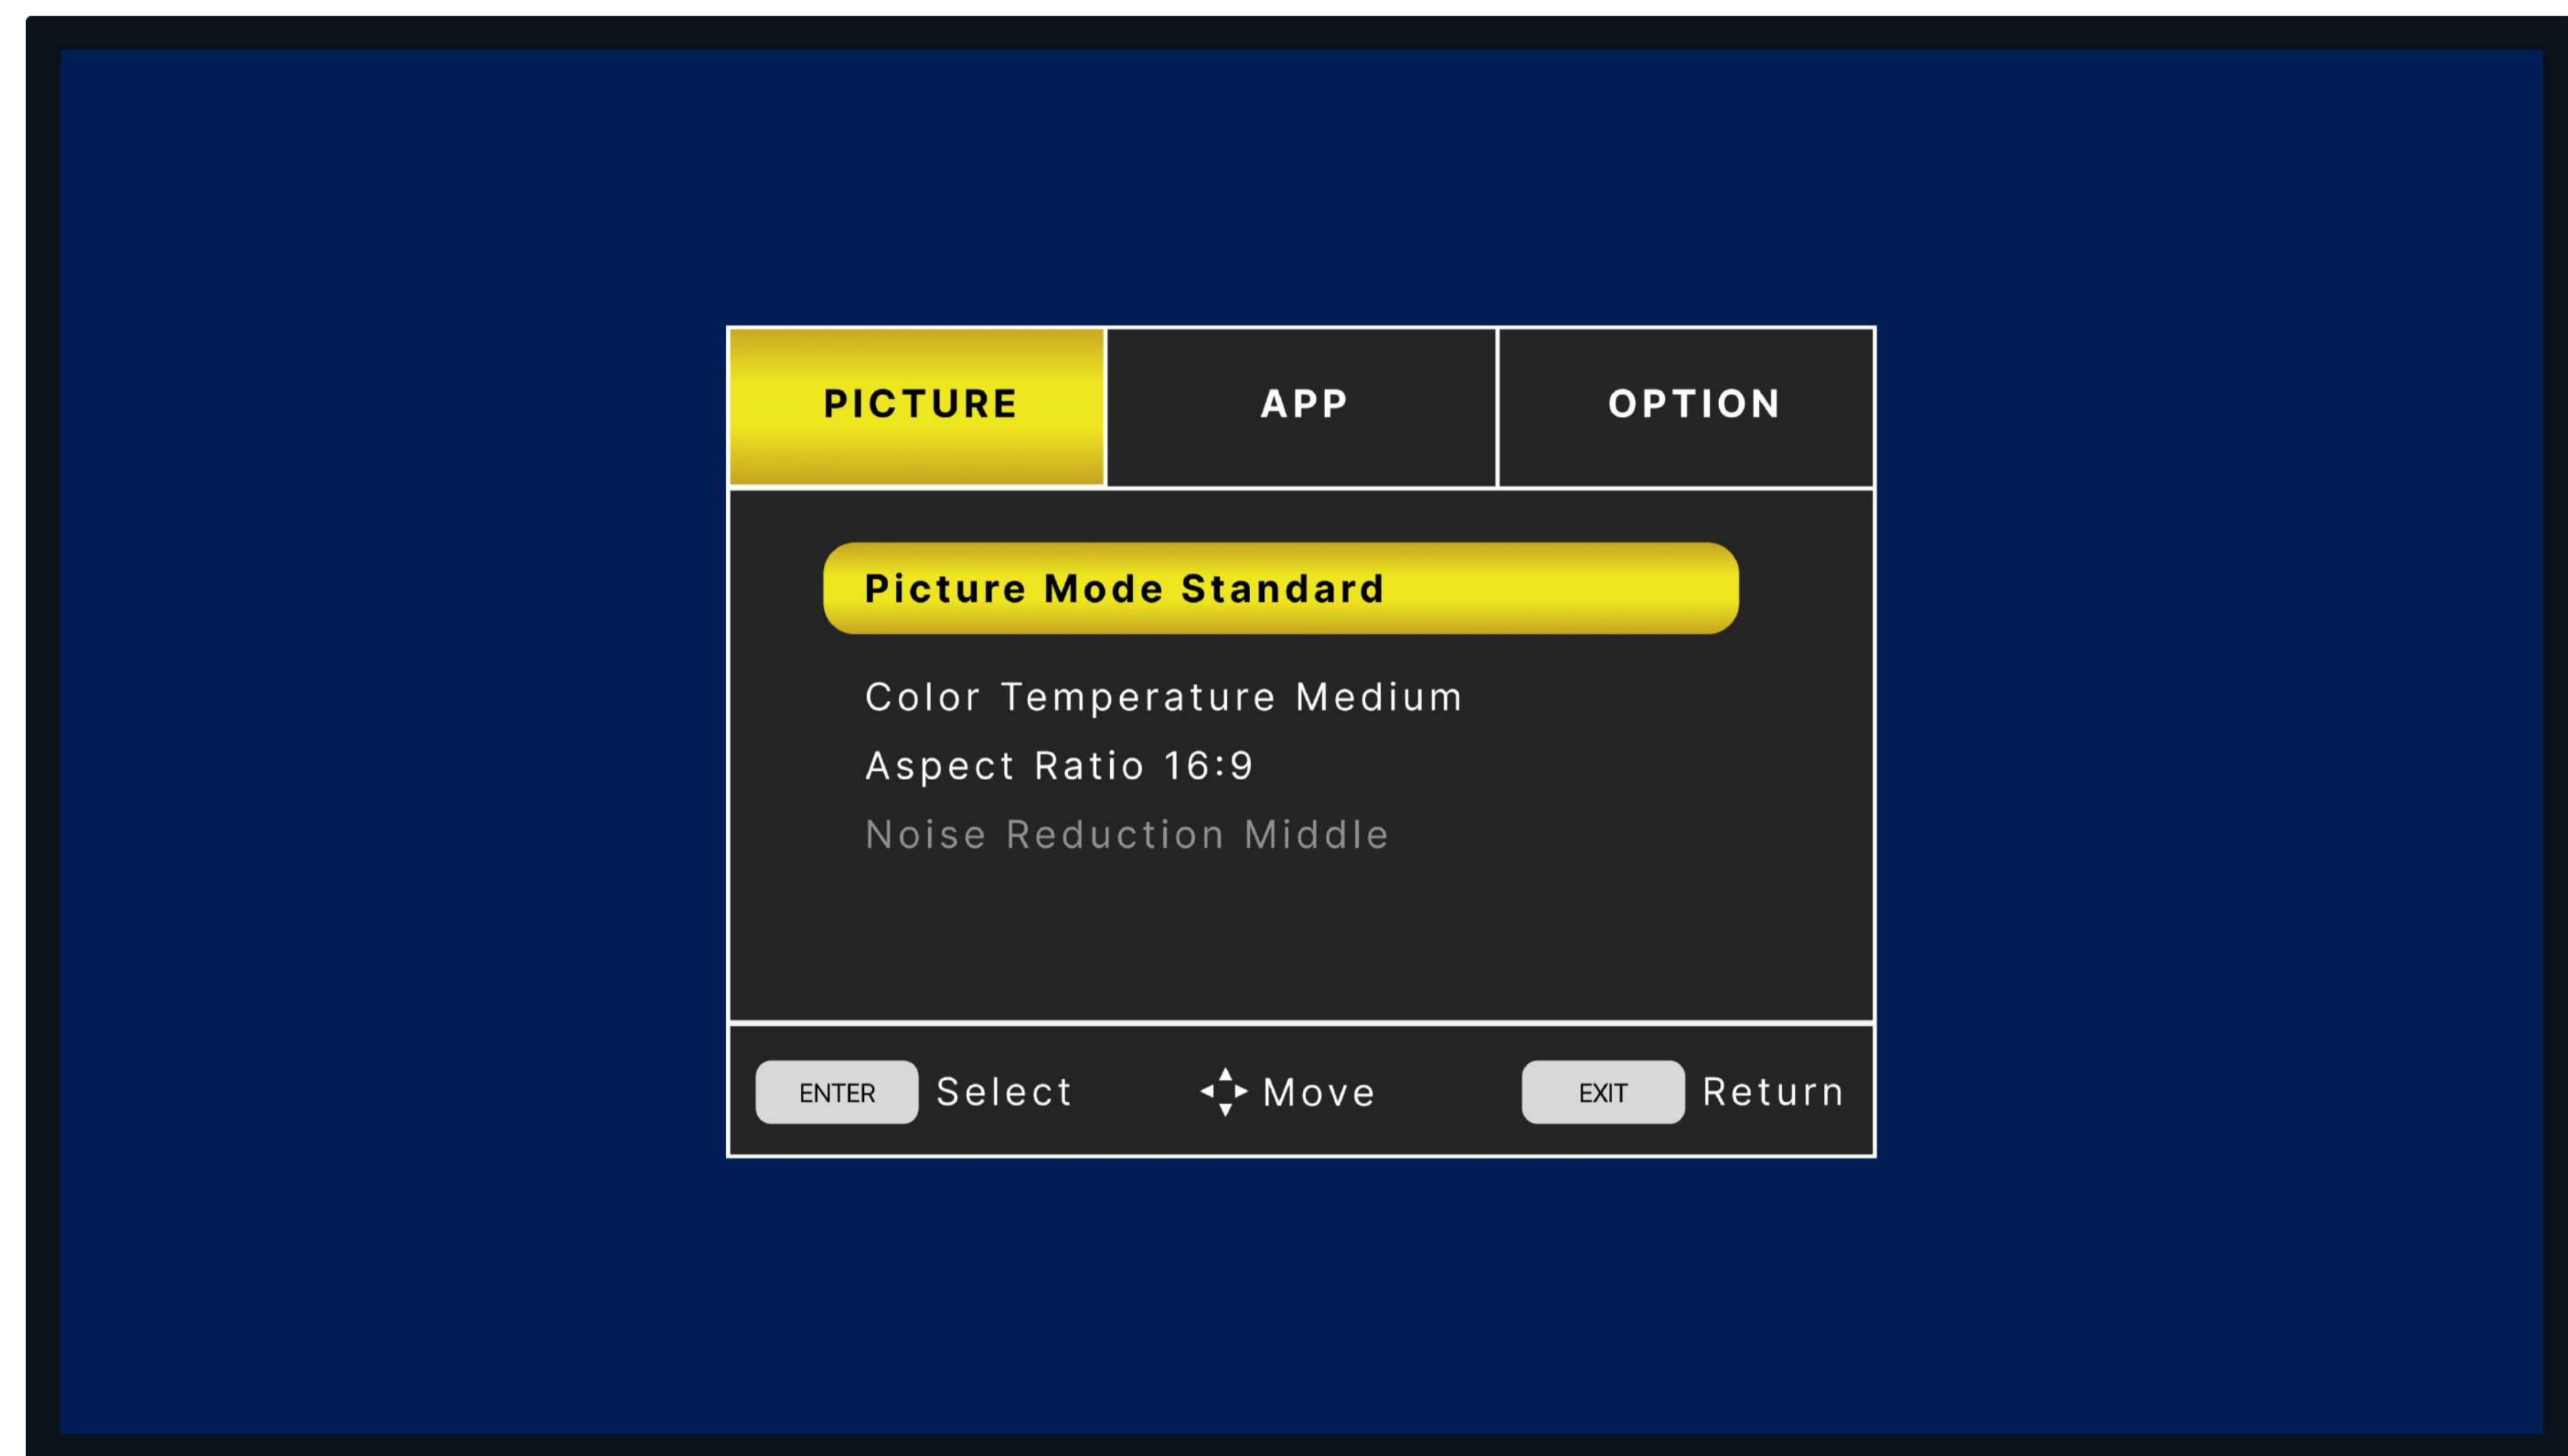 PICTURE APP OPTION
Picture Mode Standard
Color Temperature Medium
Aspect Ratio 16:9
Noise Reduction Middle
ENTER Select Move EXIT Return